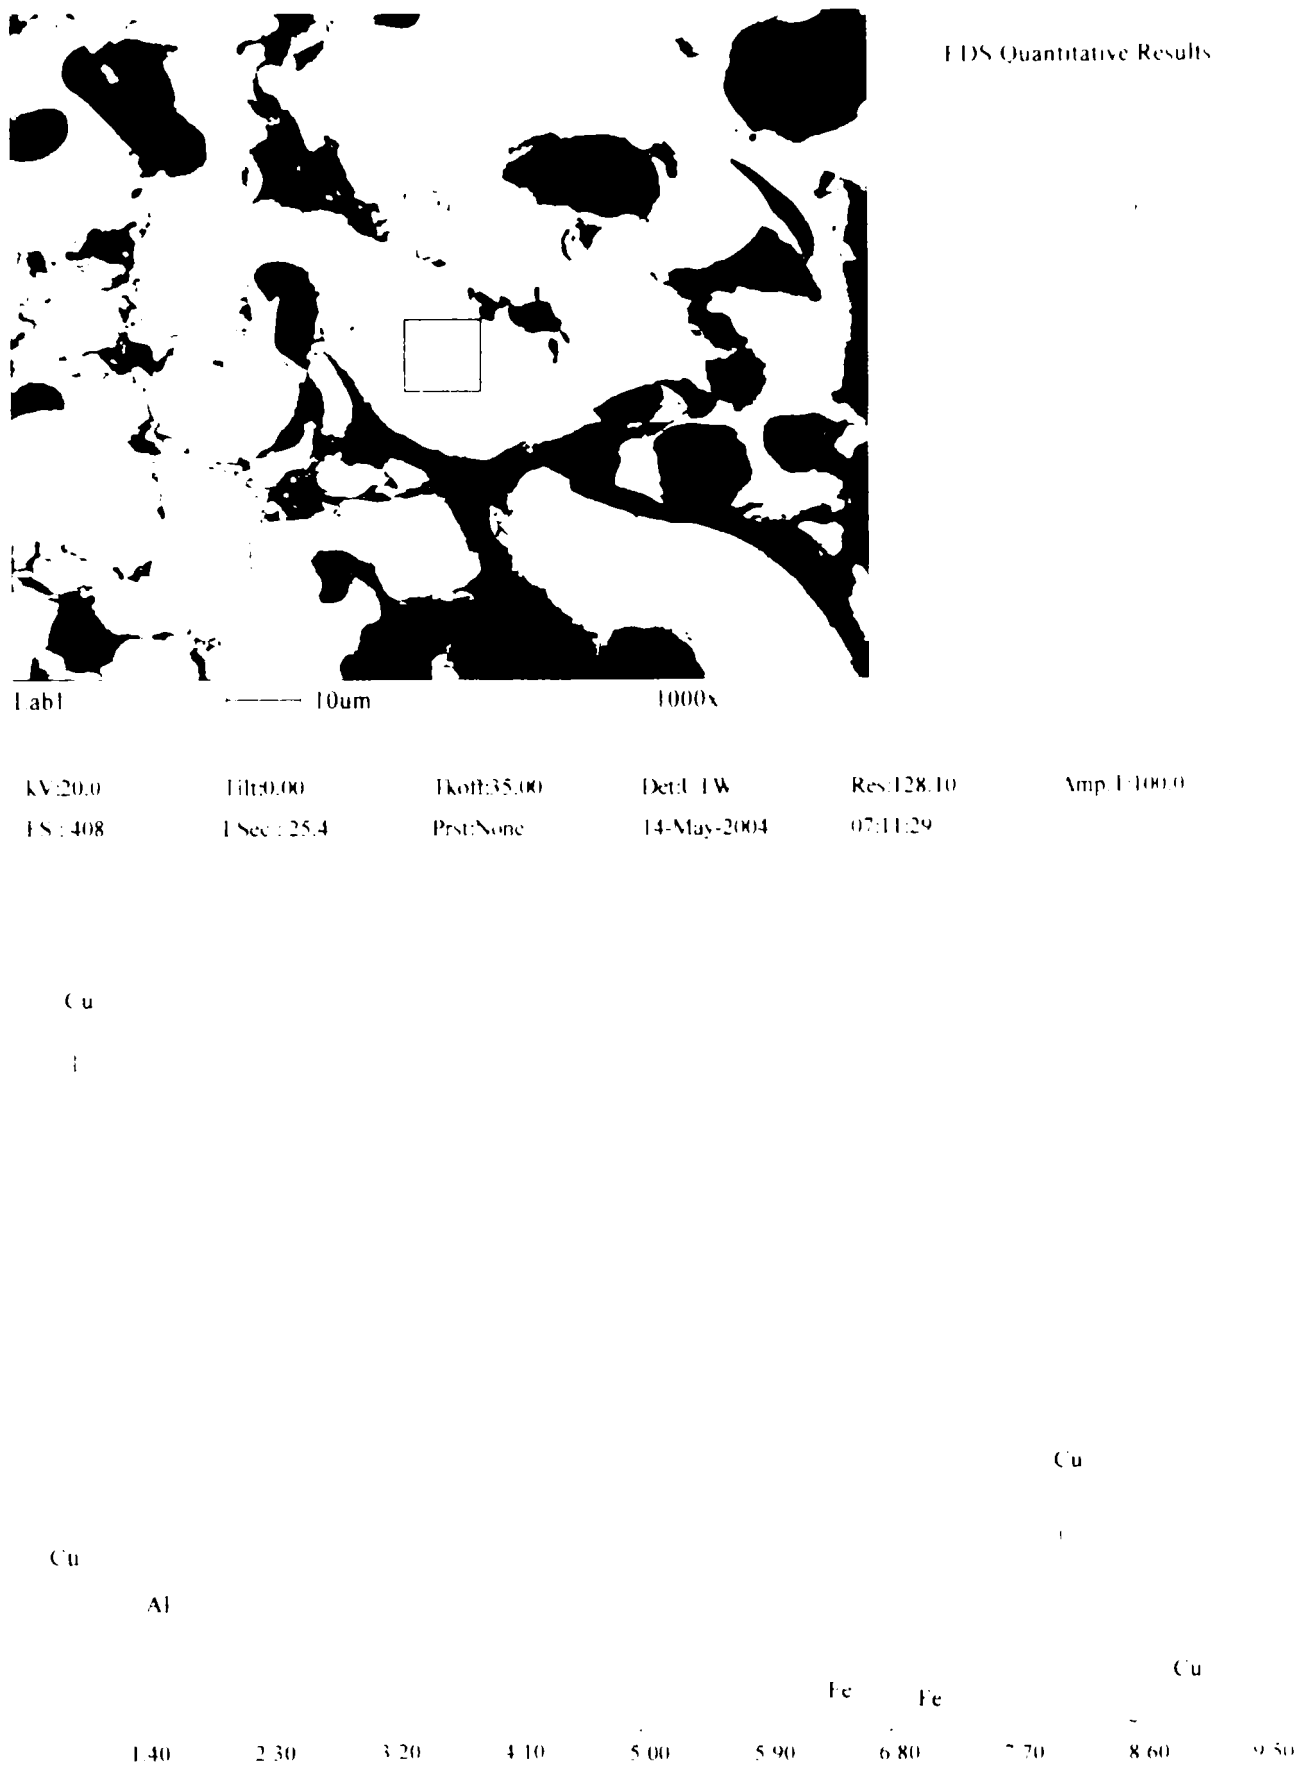 EDS Quantitative Results
Lab1 10um 1000x
kV:20.0 Tilt:0.00 Tkoff:35.00 Det: Res:128.10 Amp.T:100.0
FS : 408 LSec : 25.4 Prst:None 14-May-2004 07:11:29
Cu
Cu
Cu
Al
Cu
Fe Fe
1.40 2.30 3.20 4.10 5.00 5.90 6.80 7.70 8.60 9.50